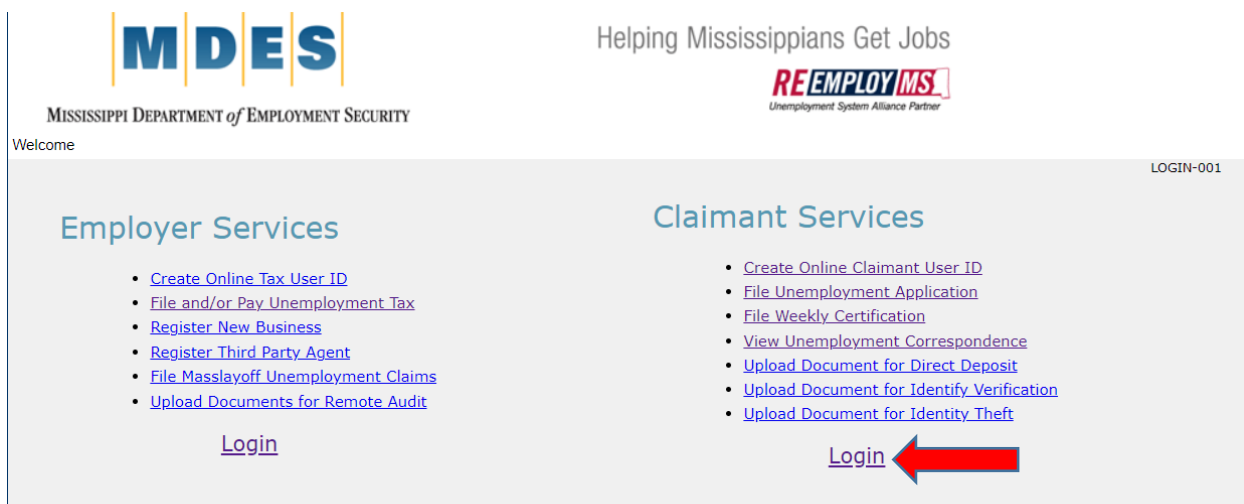 MDES
MISSISSIPPI DEPARTMENT of EMPLOYMENT SECURITY
Helping Mississippians Get Jobs
REEMPLOY MS
Unemployment System Alliance Partner
Welcome
LOGIN-001
Employer Services
Create Online Tax User ID
File and/or Pay Unemployment Tax
Register New Business
Register Third Party Agent
File Masslayoff Unemployment Claims
Upload Documents for Remote Audit
Login
Claimant Services
Create Online Claimant User ID
File Unemployment Application
File Weekly Certification
View Unemployment Correspondence
Upload Document for Direct Deposit
Upload Document for Identify Verification
Upload Document for Identity Theft
Login